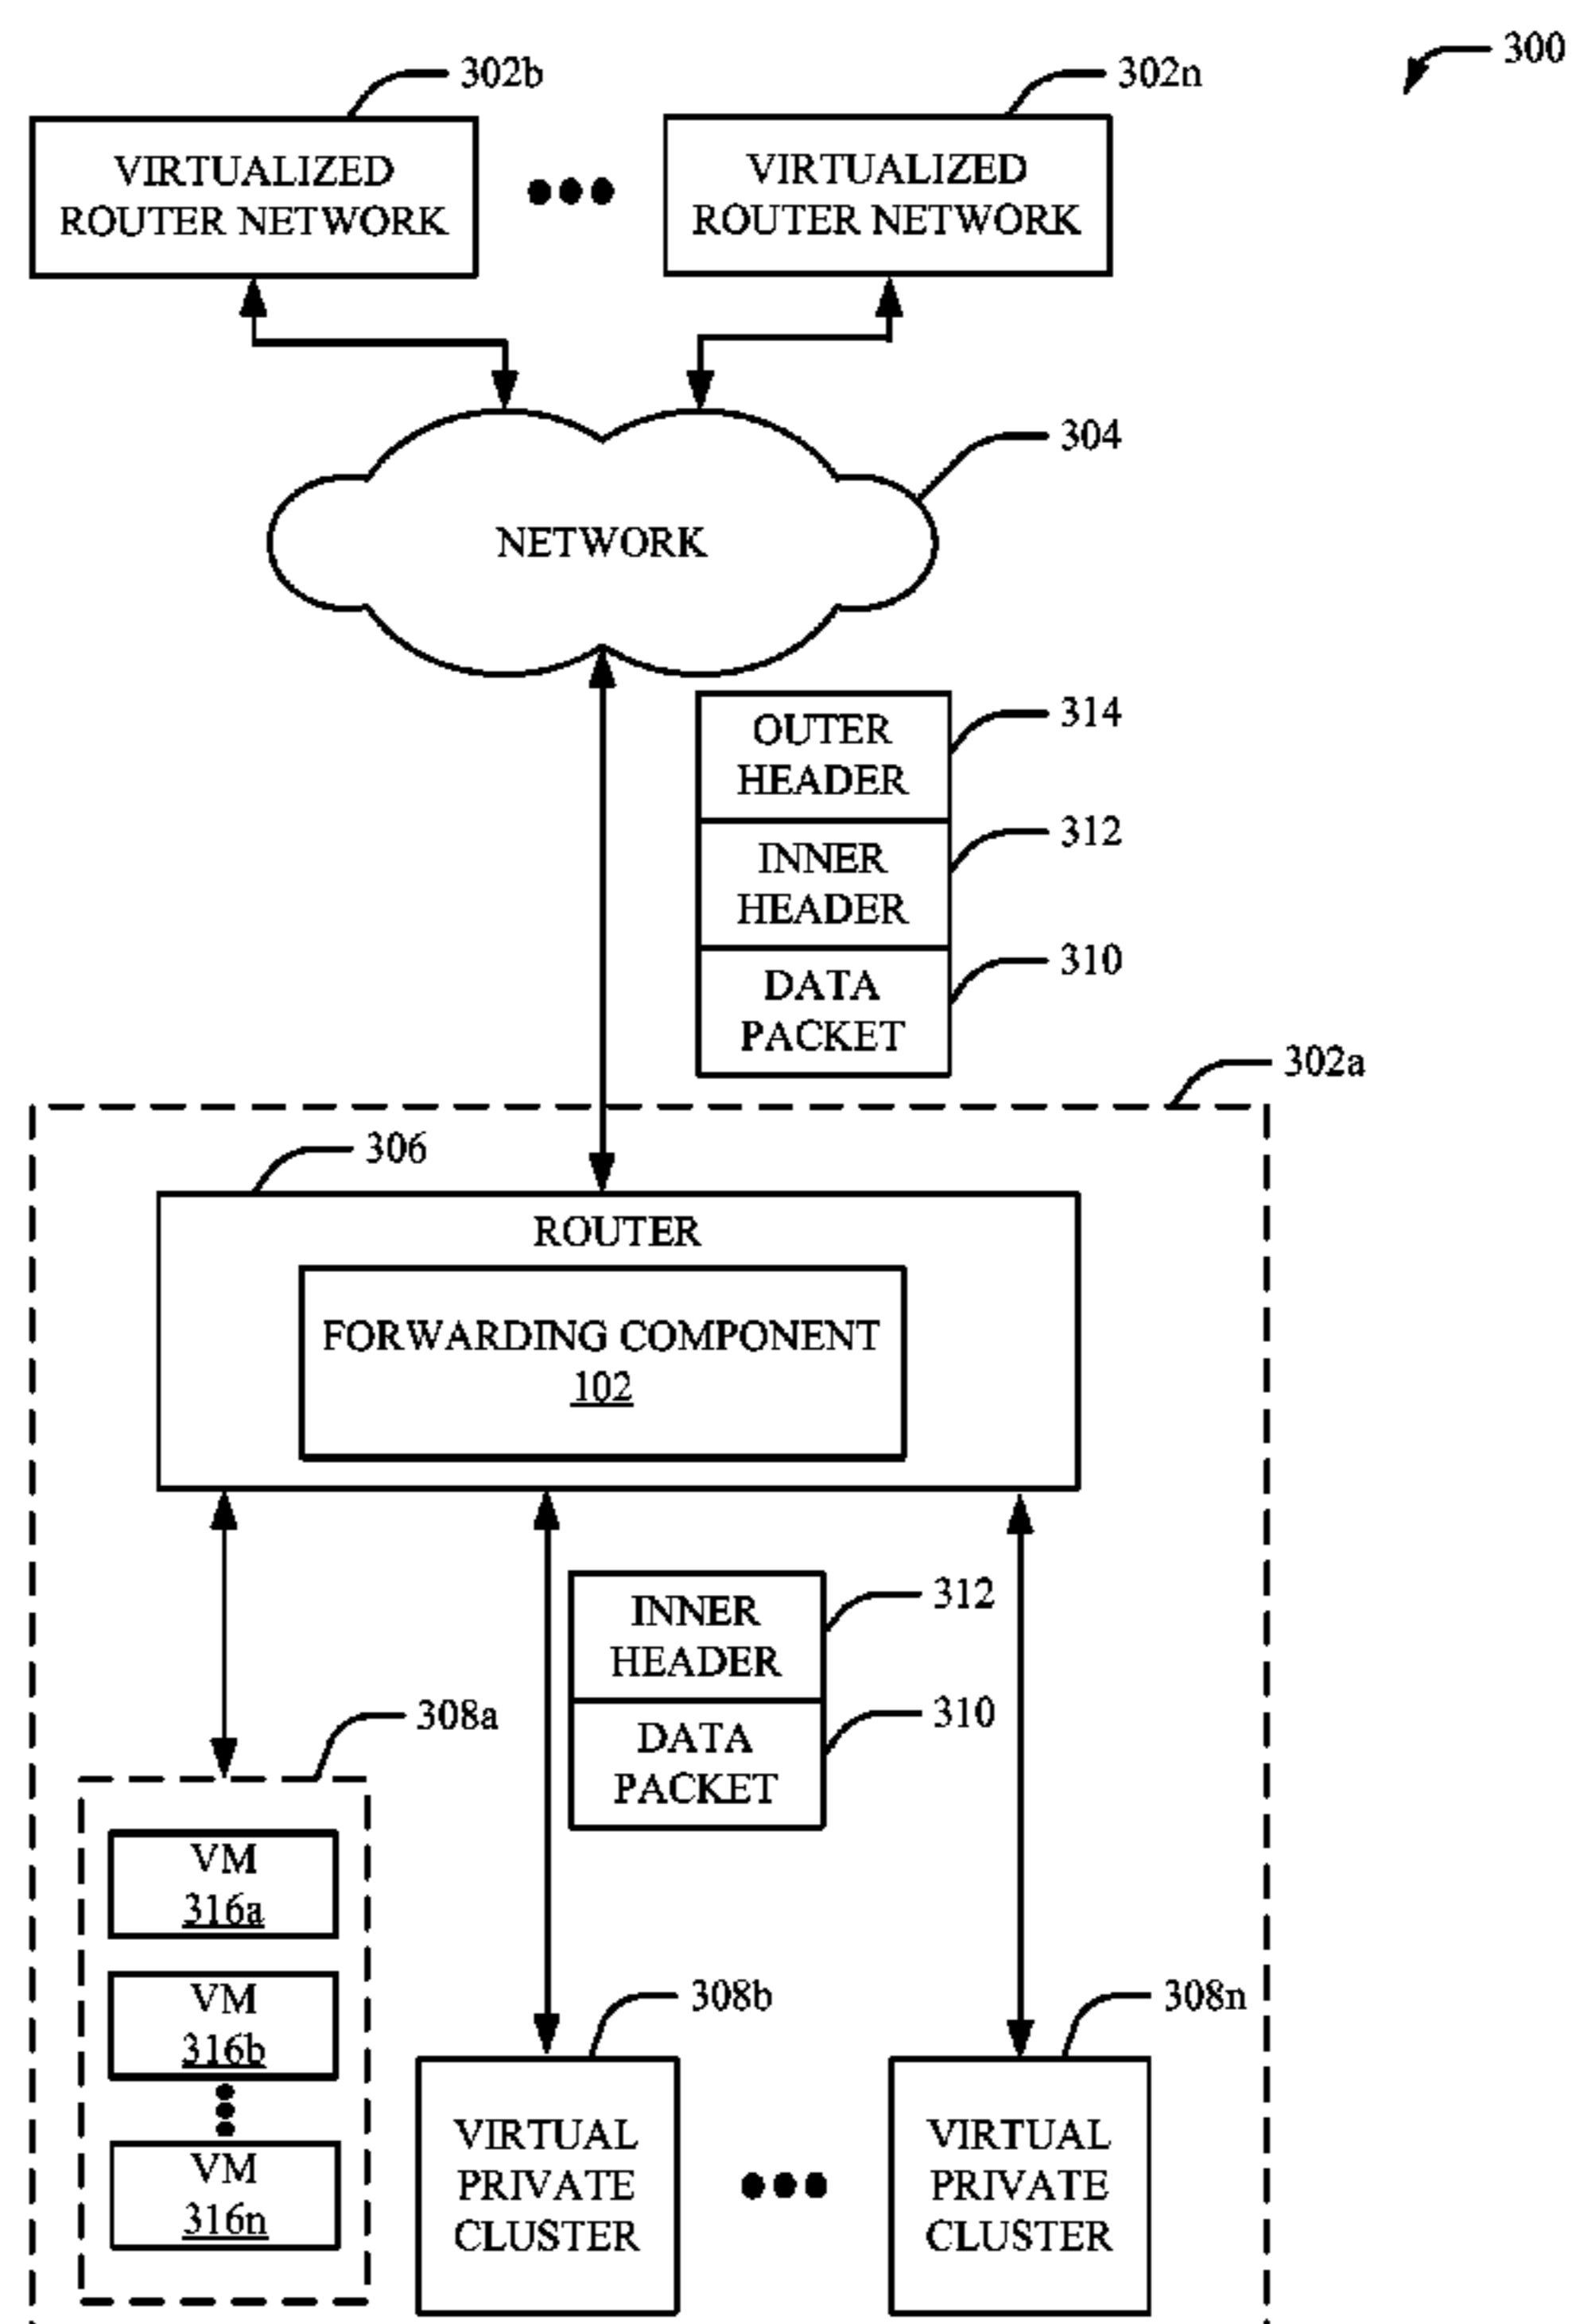 300
302b
302n
VIRTUALIZED
ROUTER NETWORK
VIRTUALIZED
ROUTER NETWORK
304
NETWORK
OUTER
HEADER
314
INNER
HEADER
312
DATA
PACKET
310
302a
306
ROUTER
FORWARDING COMPONENT
102
INNER
HEADER
312
DATA
PACKET
310
308a
VM
316a
VM
316b
VM
316n
308b
VIRTUAL
PRIVATE
CLUSTER
308n
VIRTUAL
PRIVATE
CLUSTER